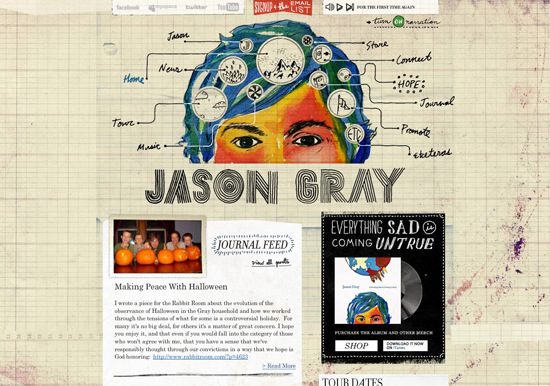 facebook
myspace
twitter
YouTube
SIGNUP 4 the EMAIL LIST
FOR THE FIRST TIME AGAIN
turn ON narration
Jason
Store
Home
News
Connect
HOPE
Journal
Tour
Promote
Music
ETC
eKceteras
JASON GRAY
JOURNAL FEED
view all posts
Making Peace With Halloween
I wrote a piece for the Rabbit Room about the evolution of the
observance of Halloween in the Gray household and how we worked
through the tensions of what for some is a controversial holiday. For
many it's no big deal, for others it's a matter of great concern. I hope
you enjoy it, and that even if you would fall into the category of those
who won't agree with me, that you have a sense that we've
responsibly thought through our convictions in a way that we hope is
God honoring: http://www.rabbitroom.com/?p=4623
> Read More
EVERYTHING SAD is
COMING UNTRUE
Jason Gray
PURCHASE THE ALBUM AND OTHER MERCH
SHOP
DOWNLOAD IT NOW
ON iTunes
TOUR DATES